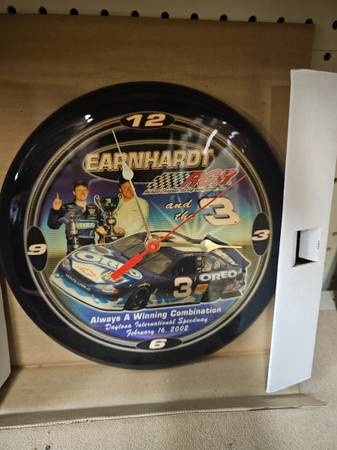 12
EARNHARDT
RCR
and
the 3
9
3
OREO
OREO
3
Always A Winning Combination
Daytona International Speedway
February 16, 2002
6